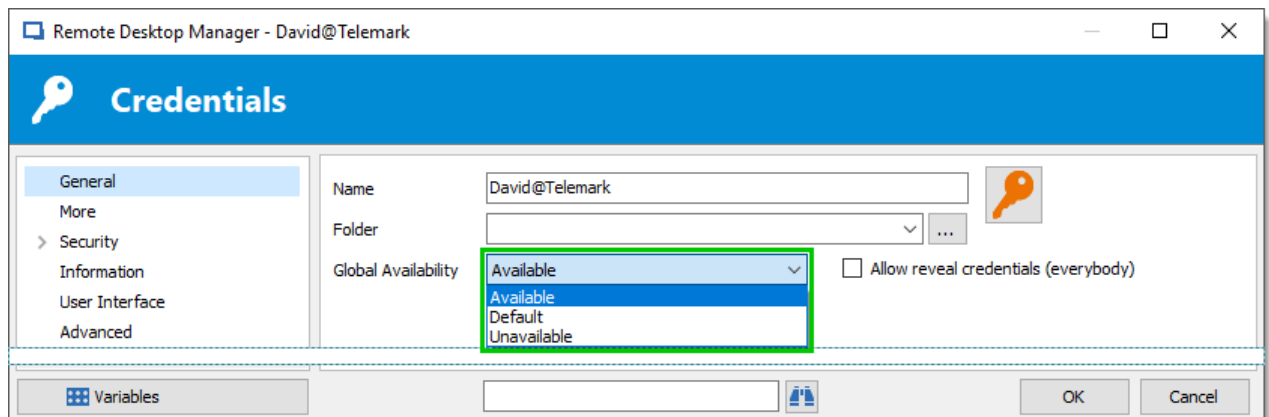 Remote Desktop Manager - David@Telemark
Credentials
General
More
Security
Information
User Interface
Advanced
Name
David@Telemark
Folder
...
Global Availability
Available
Allow reveal credentials (everybody)
Available
Default
Unavailable
Variables
OK
Cancel